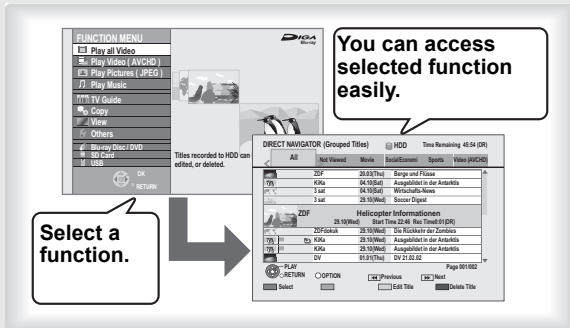 FUNCTION MENU
Play all Video
Play Video ( AVCHD )
Play Pictures ( JPEG )
Play Music
TV Guide
Copy
View
Others
Blu-ray Disc / DVD
SD Card
USB
OK
RETURN
DIGA
Blu-ray
Titles recorded to HDD can
edited, or deleted.
You can access
selected function
easily.
Select a
function.
DIRECT NAVIGATOR (Grouped Titles) HDD Time Remaining 45:54 (DR)
All Not Viewed Movie Social/Economi Sports Video (AVCHD)
ZDF 20.03(Thu) Berge und Flüsse
KiKa 04.10(Sat) Ausgebildet in der Antarktis
3 sat 04.10(Sat) Wirtschafts-News
3 sat 29.10(Wed) Soccer Digest
ZDF Helicopter Informationen
29.10(Wed) Start Time 22:46 Rec Time0:01(DR)
ZDFdokuk 29.10(Wed) Die Rückkehr der Zombies
KiKa 29.10(Wed) Ausgebildet in der Antarktis
KiKa 29.10(Wed) Ausgebildet in der Antarktis
DV 01.01(Thu) DV 21.02.02
Page 001/002
PLAY
RETURN OPTION Previous Next
Select Edit Title Delete Title